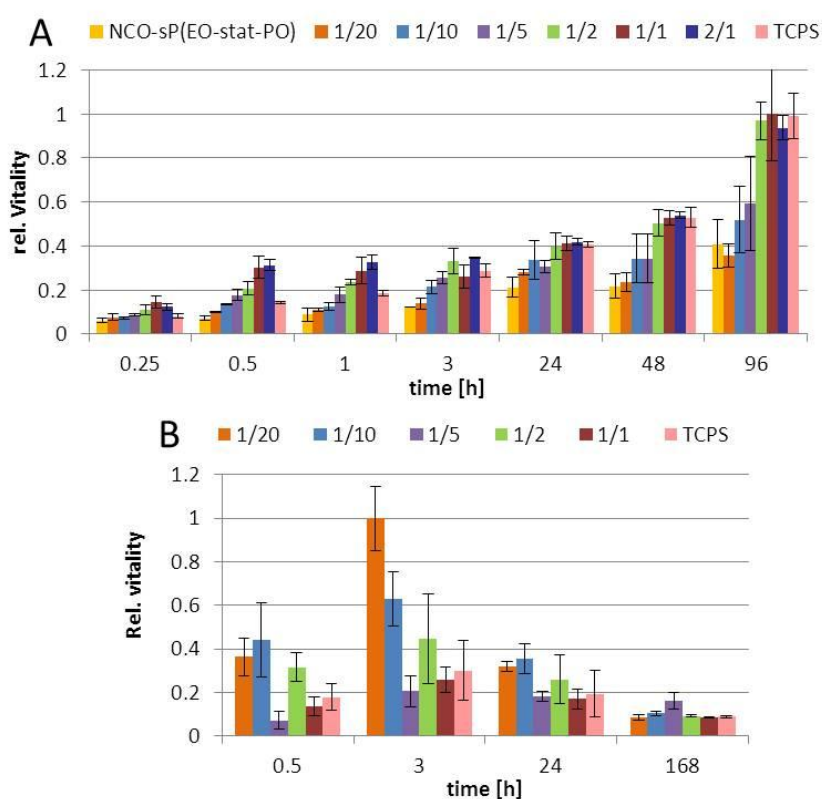 A
NCO-sP(EO-stat-PO) 1/20 1/10 1/5 1/2 1/1 2/1 TCPS
1.2
1
0.8
0.6
0.4
0.2
0
rel. Vitality
0.25 0.5 1 3 24 48 96
time [h]
B
1/20 1/10 1/5 1/2 1/1 TCPS
1.2
1
0.8
0.6
0.4
0.2
0
Rel. vitality
0.5 3 24 168
time [h]